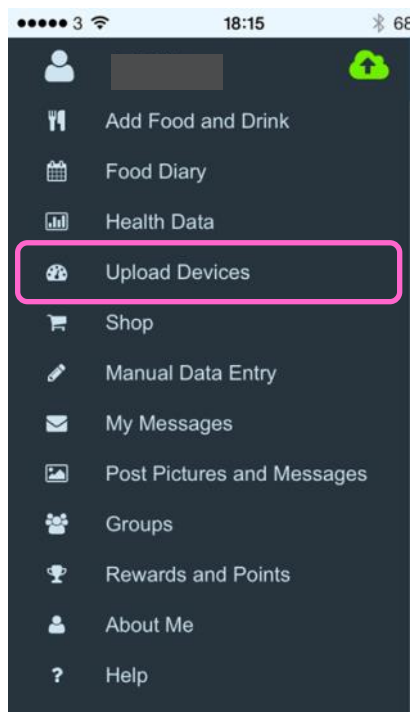 3 18:15 68
Add Food and Drink
Food Diary
Health Data
Upload Devices
Shop
Manual Data Entry
My Messages
Post Pictures and Messages
Groups
Rewards and Points
About Me
? Help